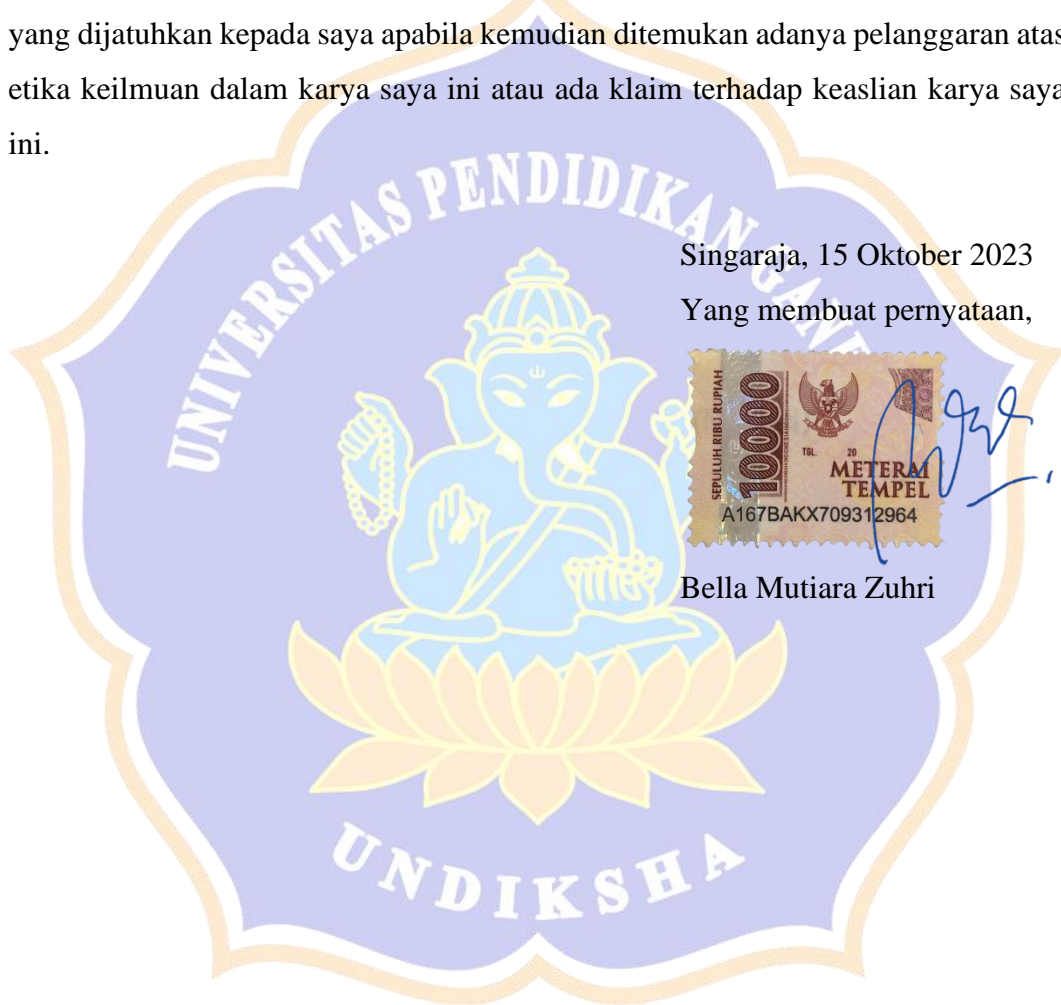 yang dijatuhkan kepada saya apabila kemudian ditemukan adanya pelanggaran atas
etika keilmuan dalam karya saya ini atau ada klaim terhadap keaslian karya saya
ini.
UNIVERSITAS PENDIDIKAN GANE
Singaraja, 15 Oktober 2023
Yang membuat pernyataan,
SEPULUH RIBU RUPIAH
10000
TGL. 20
METERAI
TEMPEL
A167BAKX709312964
Bella Mutiara Zuhri
UNDIKSHA